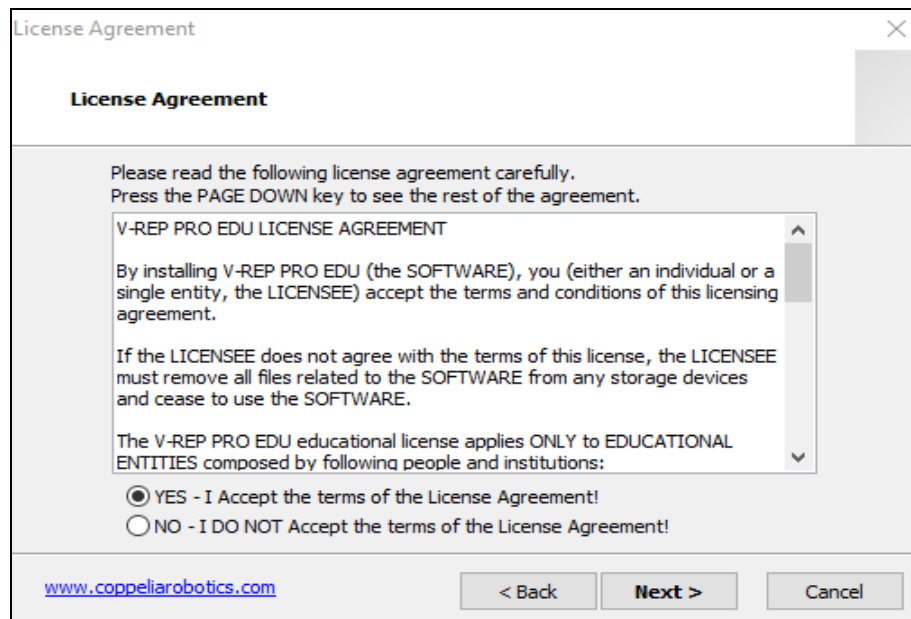 License Agreement
License Agreement
Please read the following license agreement carefully.
Press the PAGE DOWN key to see the rest of the agreement.
V-REP PRO EDU LICENSE AGREEMENT
By installing V-REP PRO EDU (the SOFTWARE), you (either an individual or a
single entity, the LICENSEE) accept the terms and conditions of this licensing
agreement.
If the LICENSEE does not agree with the terms of this license, the LICENSEE
must remove all files related to the SOFTWARE from any storage devices
and cease to use the SOFTWARE.
The V-REP PRO EDU educational license applies ONLY to EDUCATIONAL
ENTITIES composed by following people and institutions:
YES - I Accept the terms of the License Agreement!
NO - I DO NOT Accept the terms of the License Agreement!
www.coppeliarobotics.com
< Back
Next >
Cancel